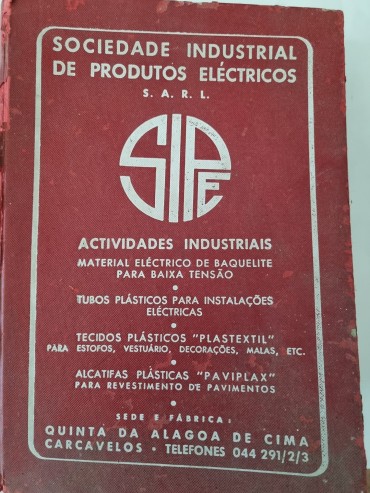 SOCIEDADE INDUSTRIAL
DE PRODUTOS ELÉCTRICOS
S. A. R. L.
SIPE
ACTIVIDADES INDUSTRIAIS
MATERIAL ELÉCTRICO DE BAQUELITE
PARA BAIXA TENSÃO
•
TUBOS PLÁSTICOS PARA INSTALAÇÕES
ELÉCTRICAS
•
TECIDOS PLÁSTICOS "PLASTEXTIL"
PARA ESTOFOS, VESTUÁRIO, DECORAÇÕES, MALAS, ETC.
•
ALCATIFAS PLÁSTICAS "PAVIPLAX"
PARA REVESTIMENTO DE PAVIMENTOS
•
SEDE E FÁBRICA:
QUINTA DA ALAGOA DE CIMA
CARCAVELOS • TELEFONES 044 291/2/3